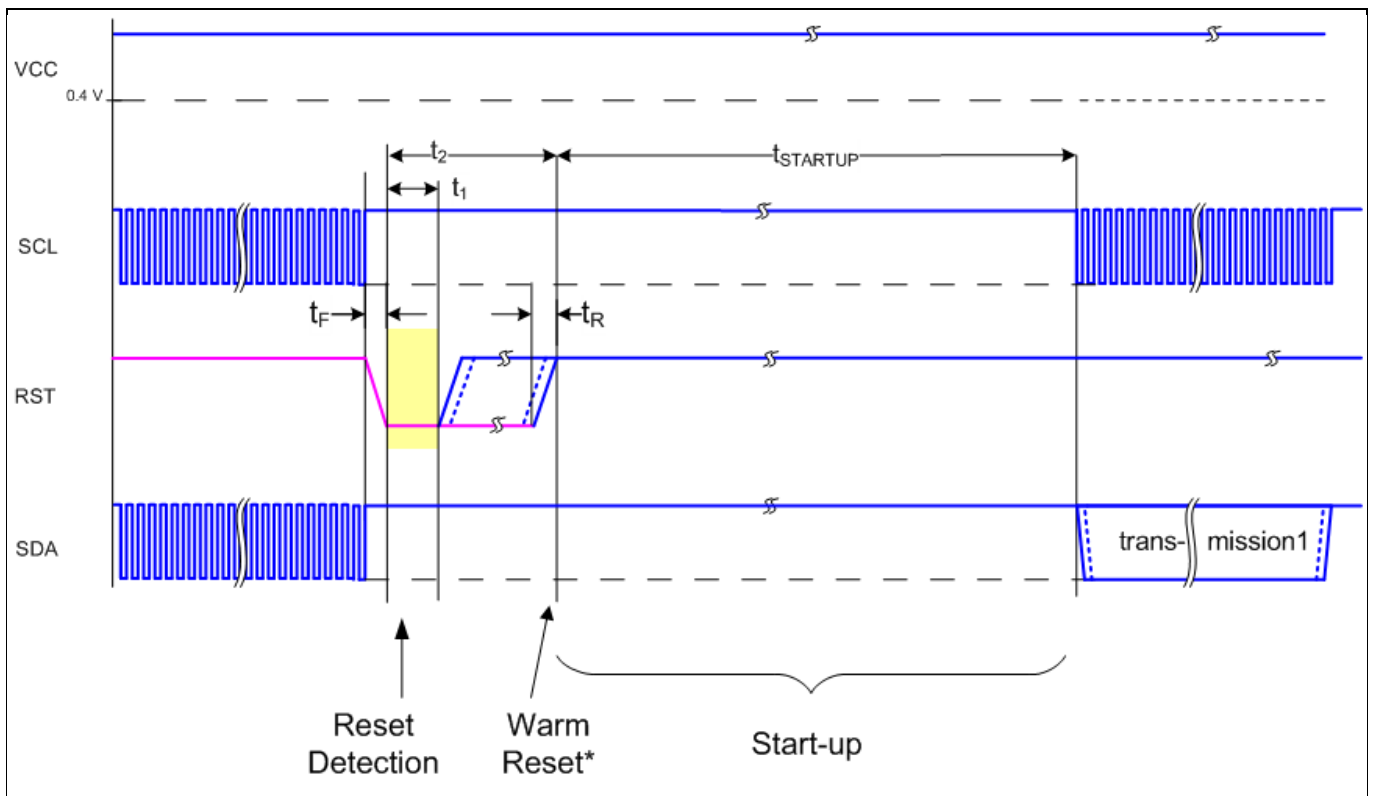 VCC
0.4 V
t2
tSTARTUP
t1
SCL
tF
tR
RST
SDA
trans- mission1
Reset
Detection
Warm
Reset*
Start-up